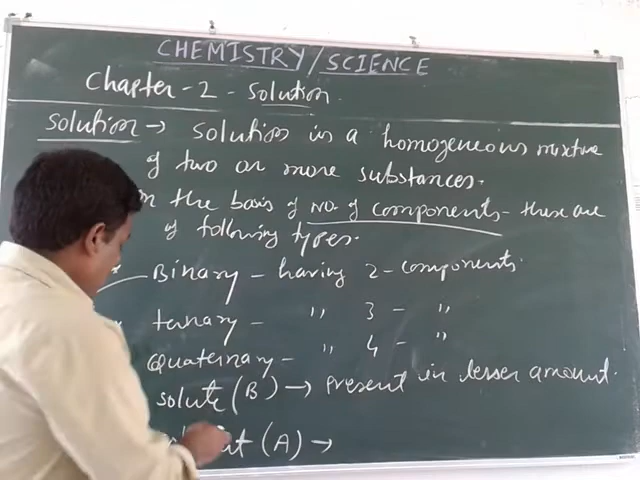 CHEMISTRY/SCIENCE
Chapter-2-Solution.
Solution → Solution is a homogeneous mixture
of two or more substances.
the basis of No. of components - these are
of following types.
Binary - having 2-components.
ternary - " 3 - "
Quaternary - " 4 - "
solute (B) → Present in lesser amount.
(A) →